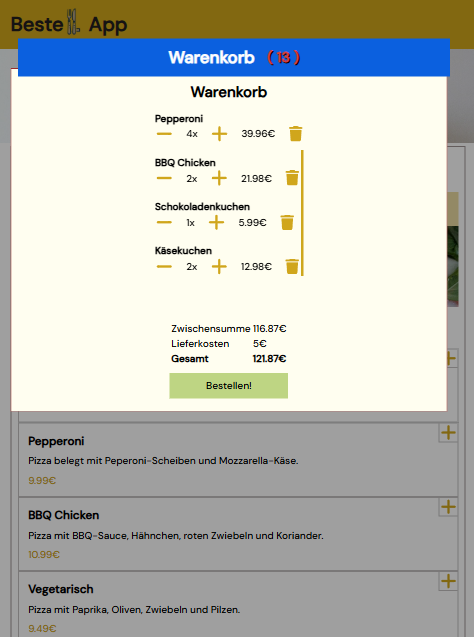 Beste App
Warenkorb ( 13 )
Warenkorb
Pepperoni
4x 39.96€
BBQ Chicken
2x 21.98€
Schokoladenkuchen
1x 5.99€
Käsekuchen
2x 12.98€
Zwischensumme 116.87€
Lieferkosten 5€
Gesamt 121.87€
Bestellen!
Pepperoni
Pizza belegt mit Peperoni-Scheiben und Mozzarella-Käse.
9.99€
BBQ Chicken
Pizza mit BBQ-Sauce, Hähnchen, roten Zwiebeln und Koriander.
10.99€
Vegetarisch
Pizza mit Paprika, Oliven, Zwiebeln und Pilzen.
9.49€